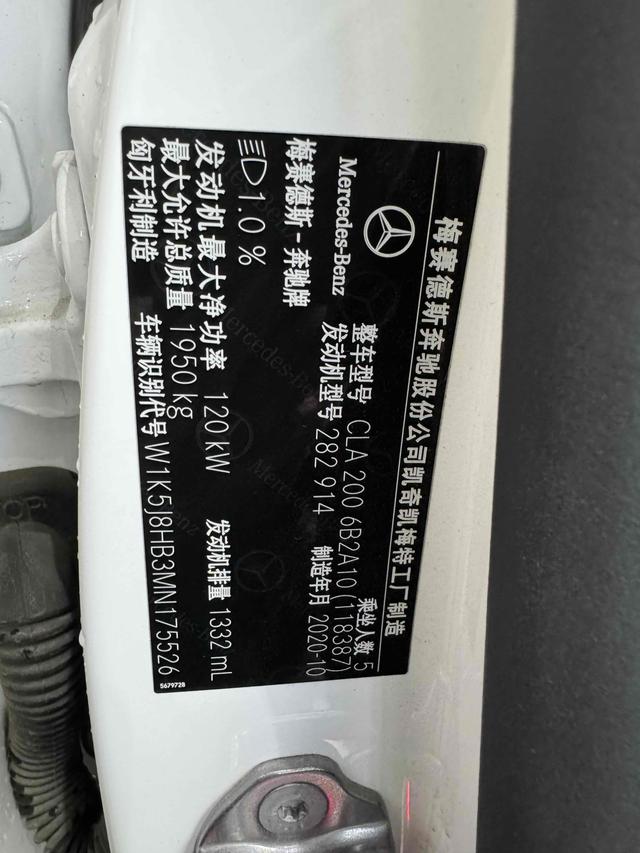 梅赛德斯奔驰股份公司凯奇凯梅特工厂制造
Mercedes-Benz
整车型号 CLA 200 6B2A10 (118387)
乘坐人数 5
梅赛德斯-奔驰牌
发动机型号 282 914
制造年月 2020-10
1.0 %
发动机最大净功率 120 kW
发动机排量 1332 mL
最大允许总质量 1950 kg
匈牙利制造
车辆识别代号 W1K5J8HB3MN175526
5679728